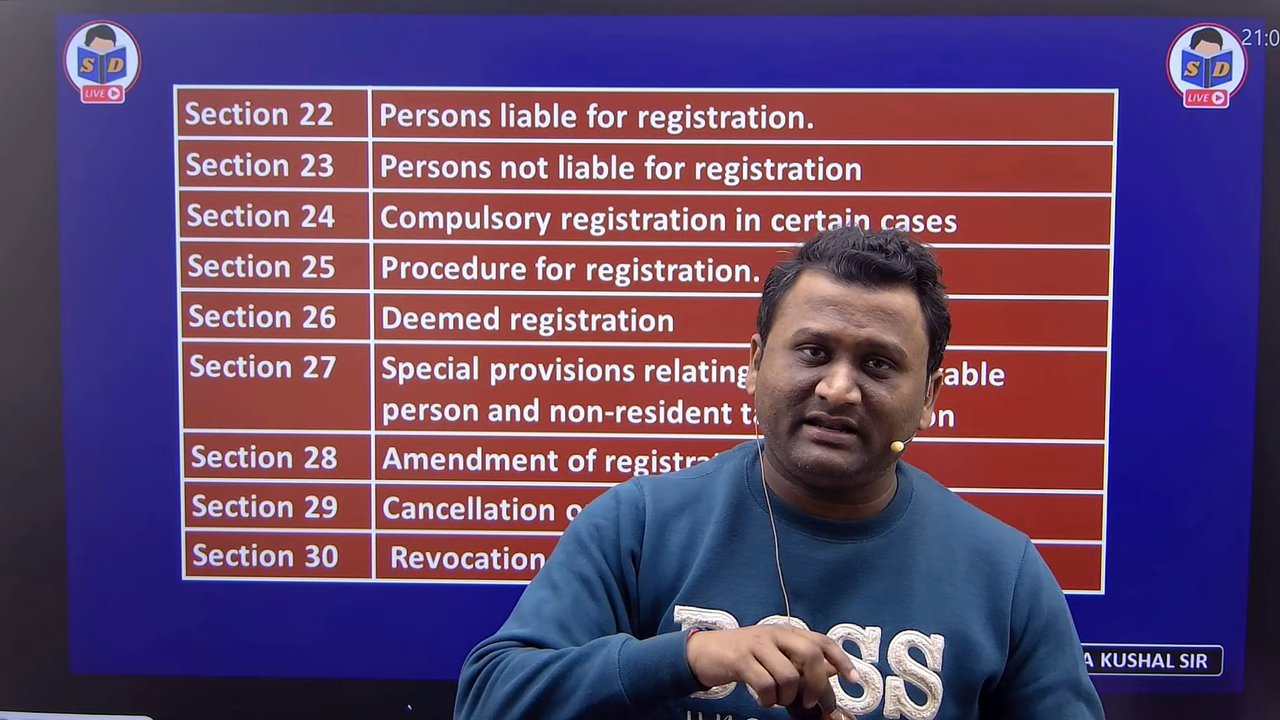 S D
LIVE
S D
LIVE
21:0
Section 22 Persons liable for registration.
Section 23 Persons not liable for registration
Section 24 Compulsory registration in certain cases
Section 25 Procedure for registration.
Section 26 Deemed registration
Section 27 Special provisions relating able
person and non-resident on
Section 28 Amendment of
Section 29 Cancellation
Section 30 Revocation
BOSS
A KUSHAL SIR